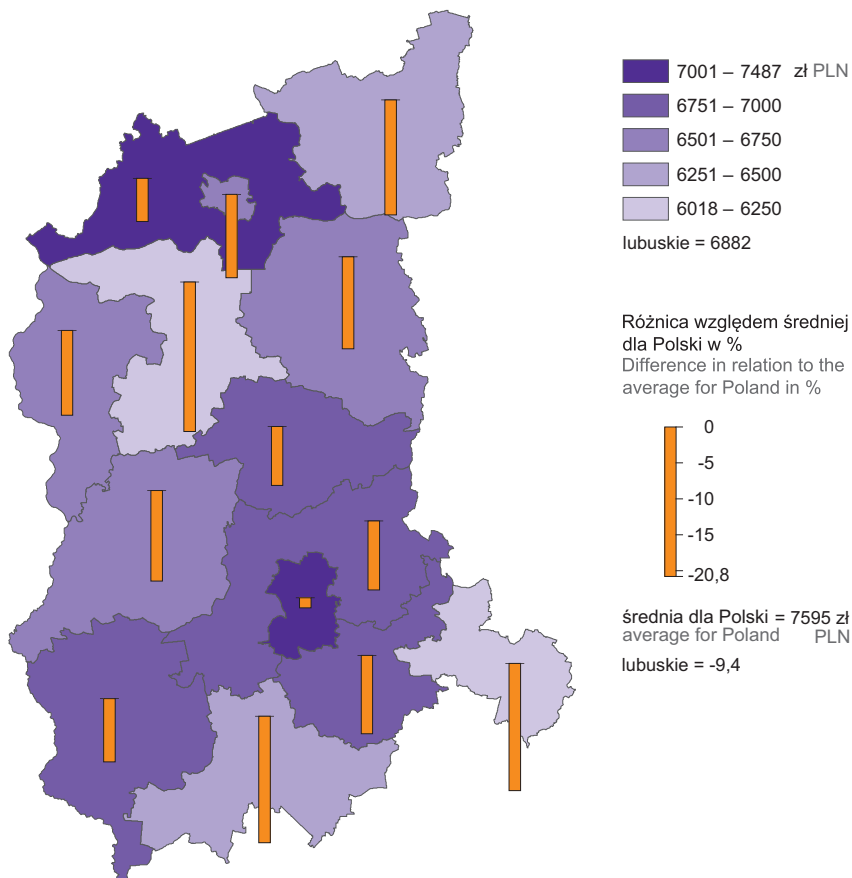 7001 – 7487 zł PLN
6751 – 7000
6501 – 6750
6251 – 6500
6018 – 6250
lubuskie = 6882
Różnica względem średniej
dla Polski w %
Difference in relation to the
average for Poland in %
0
-5
-10
-15
-20,8
średnia dla Polski = 7595 zł
average for Poland PLN
lubuskie = -9,4